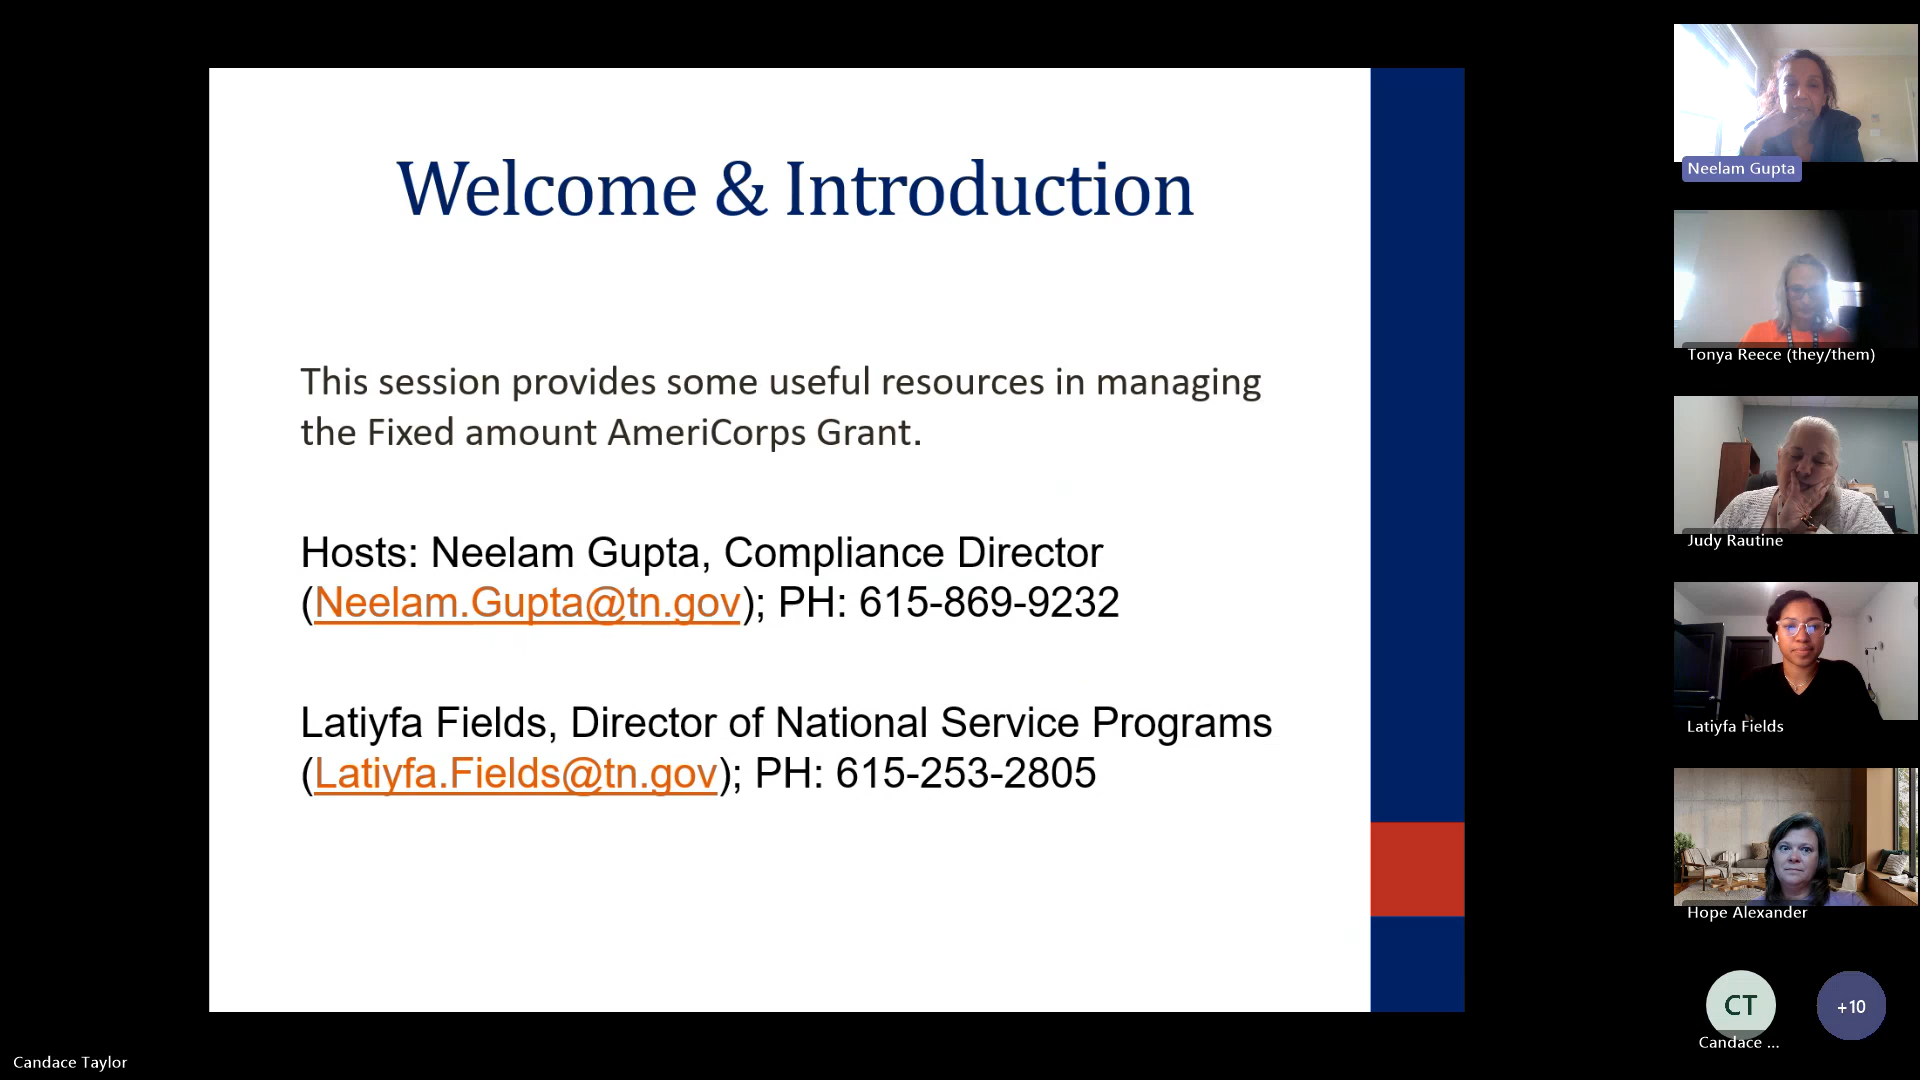 Welcome & Introduction
This session provides some useful resources in managing
the Fixed amount AmeriCorps Grant.
Hosts: Neelam Gupta, Compliance Director
(Neelam.Gupta@tn.gov); PH: 615-869-9232
Latiyfa Fields, Director of National Service Programs
(Latiyfa.Fields@tn.gov); PH: 615-253-2805
Neelam Gupta
Tonya Reece (they/them)
Judy Rautine
Latiyfa Fields
Hope Alexander
CT
+10
Candace ...
Candace Taylor